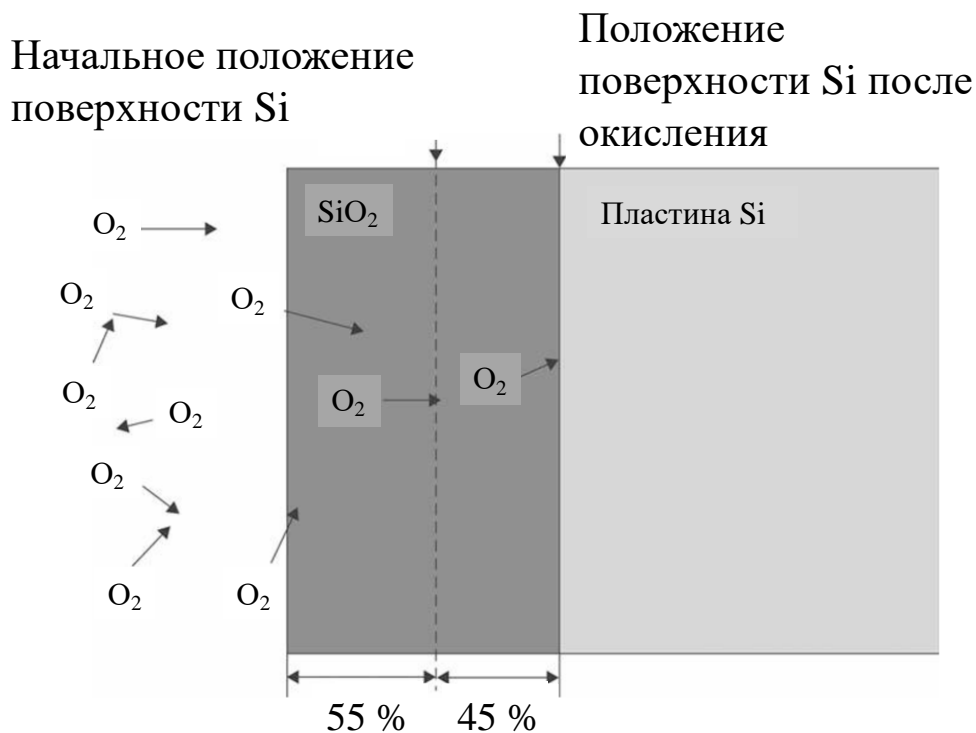 Начальное положение
поверхности Si
Положение
поверхности Si после
окисления
SiO₂
Пластина Si
O₂
O₂
O₂
O₂
O₂
O₂
O₂
O₂
O₂
O₂
55 %
45 %